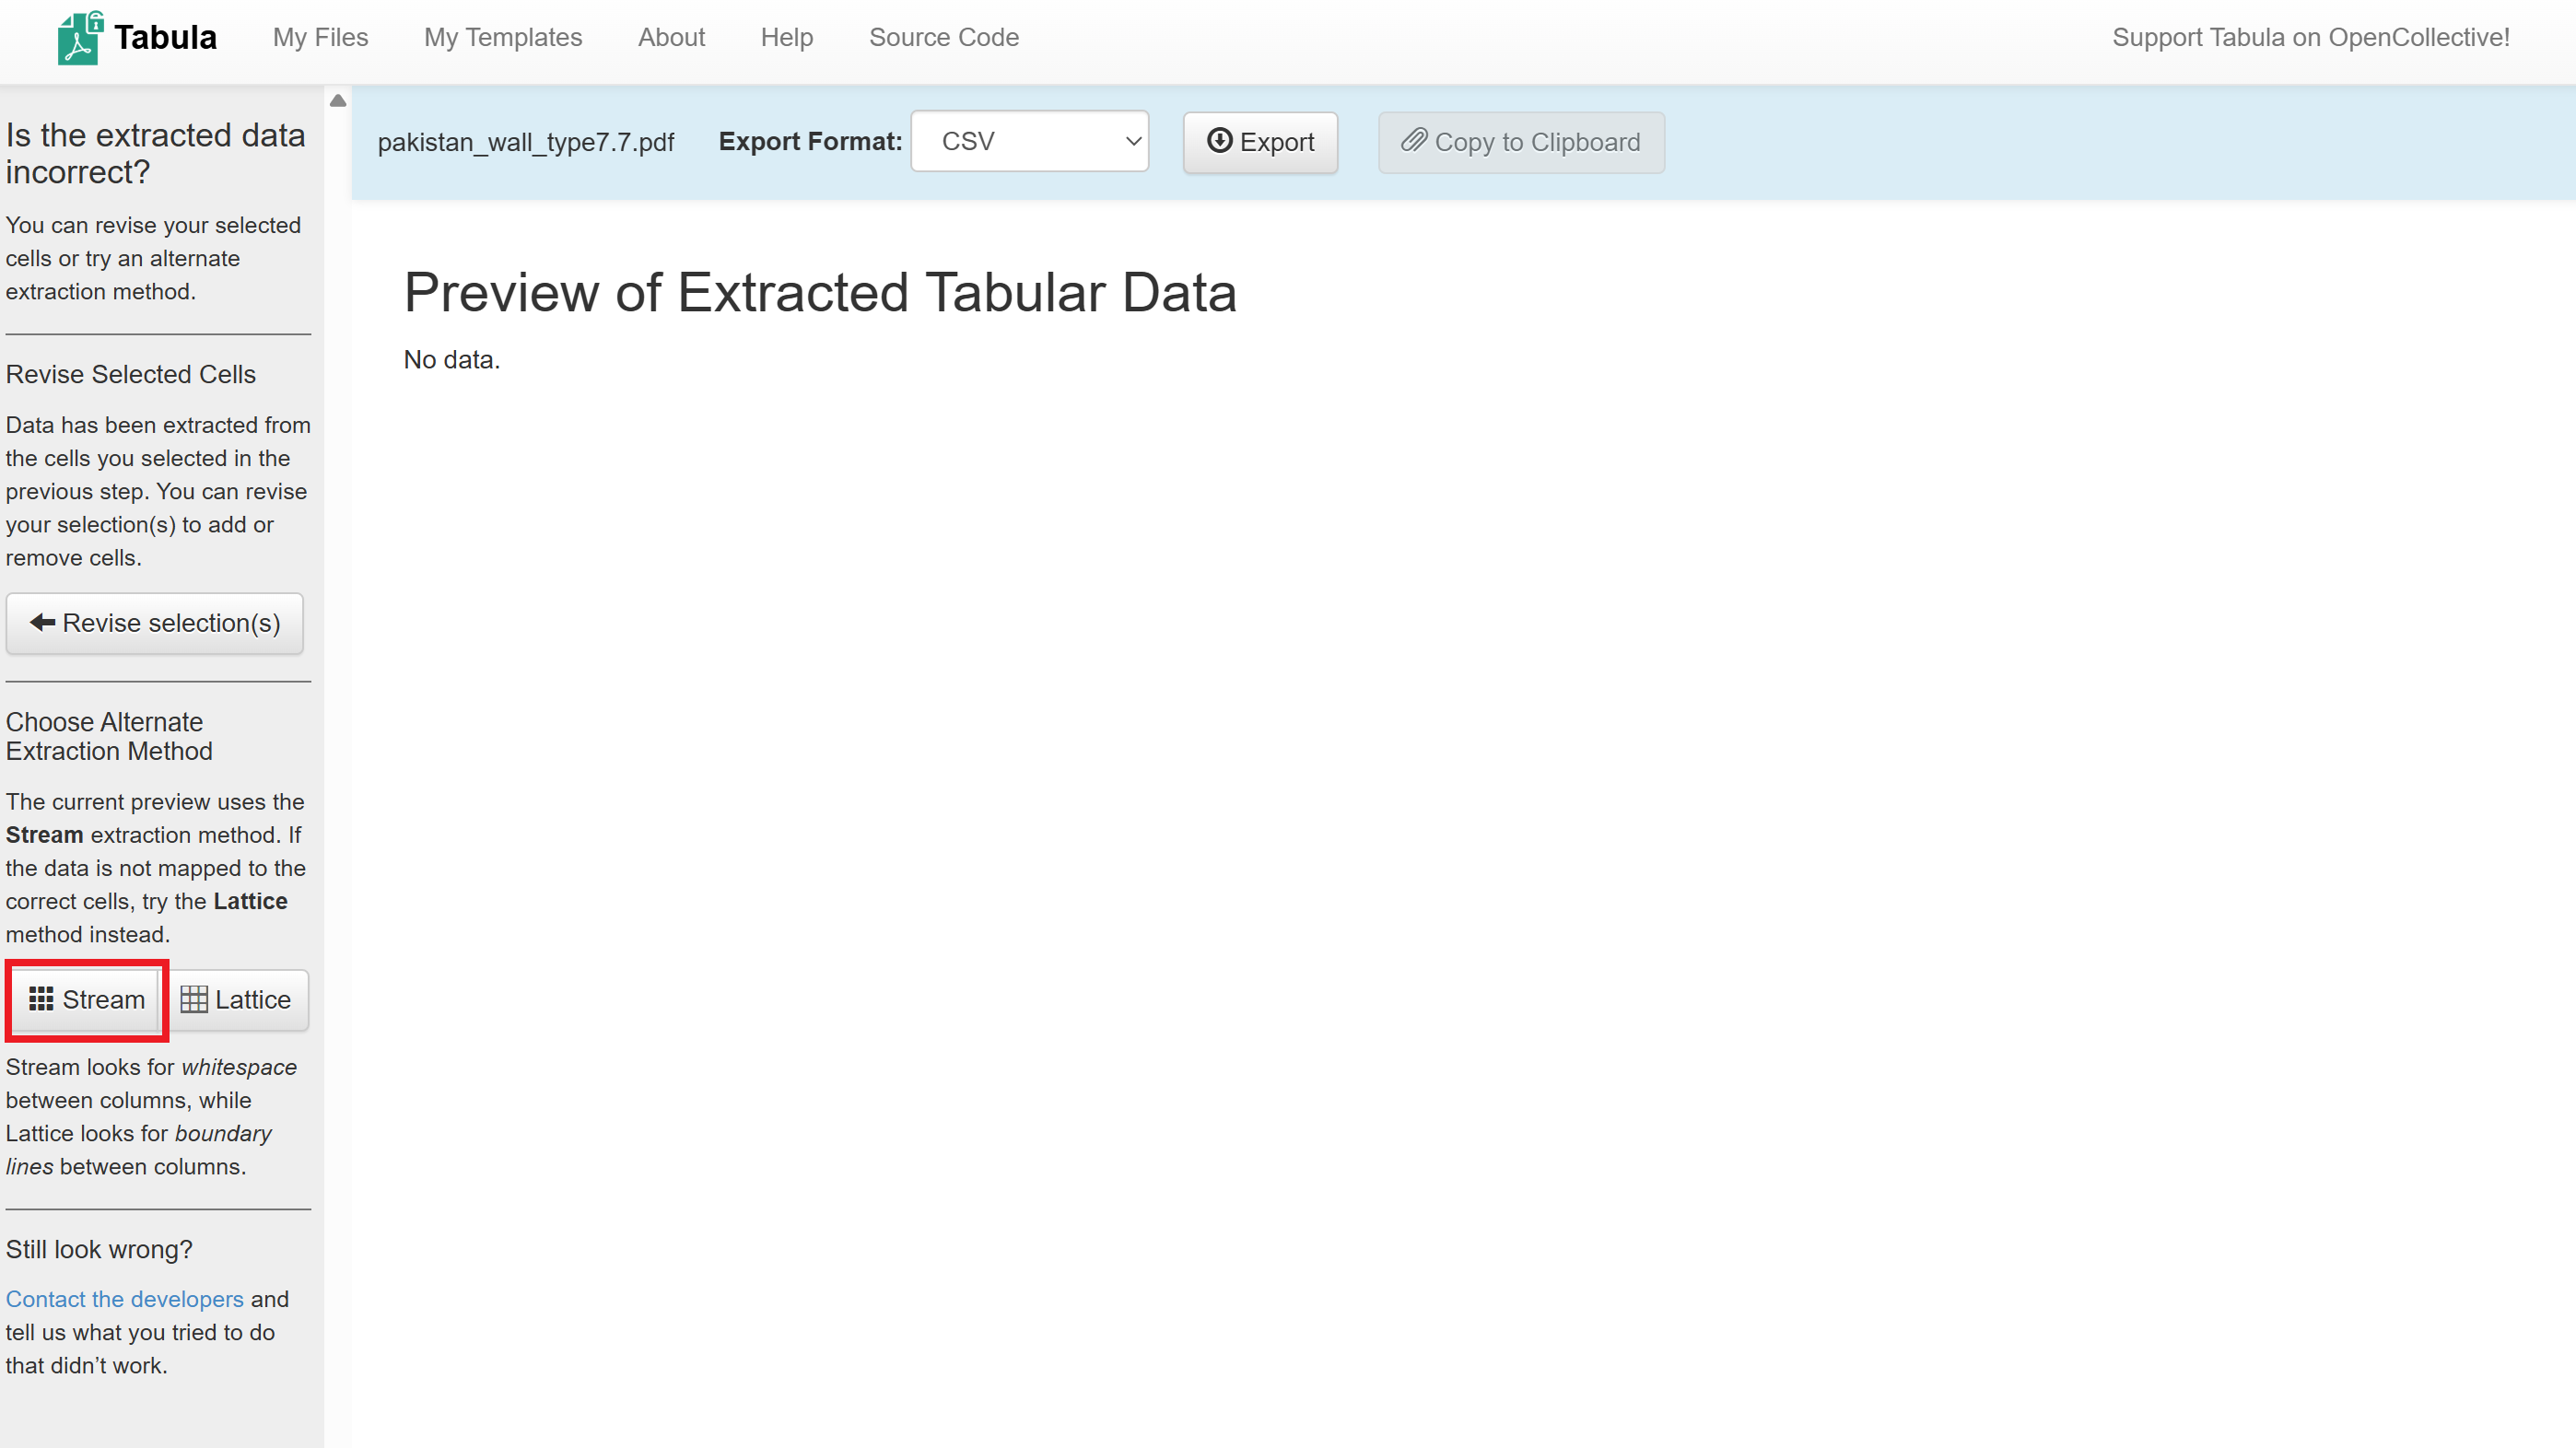 Tabula My Files My Templates About Help Source Code Support Tabula on OpenCollective!
Is the extracted data
incorrect?
You can revise your selected
cells or try an alternate
extraction method.
Revise Selected Cells
Data has been extracted from
the cells you selected in the
previous step. You can revise
your selection(s) to add or
remove cells.
Revise selection(s)
Choose Alternate
Extraction Method
The current preview uses the
Stream extraction method. If
the data is not mapped to the
correct cells, try the Lattice
method instead.
Stream Lattice
Stream looks for whitespace
between columns, while
Lattice looks for boundary
lines between columns.
Still look wrong?
Contact the developers and
tell us what you tried to do
that didn’t work.
pakistan_wall_type7.7.pdf Export Format: CSV Export Copy to Clipboard
Preview of Extracted Tabular Data
No data.